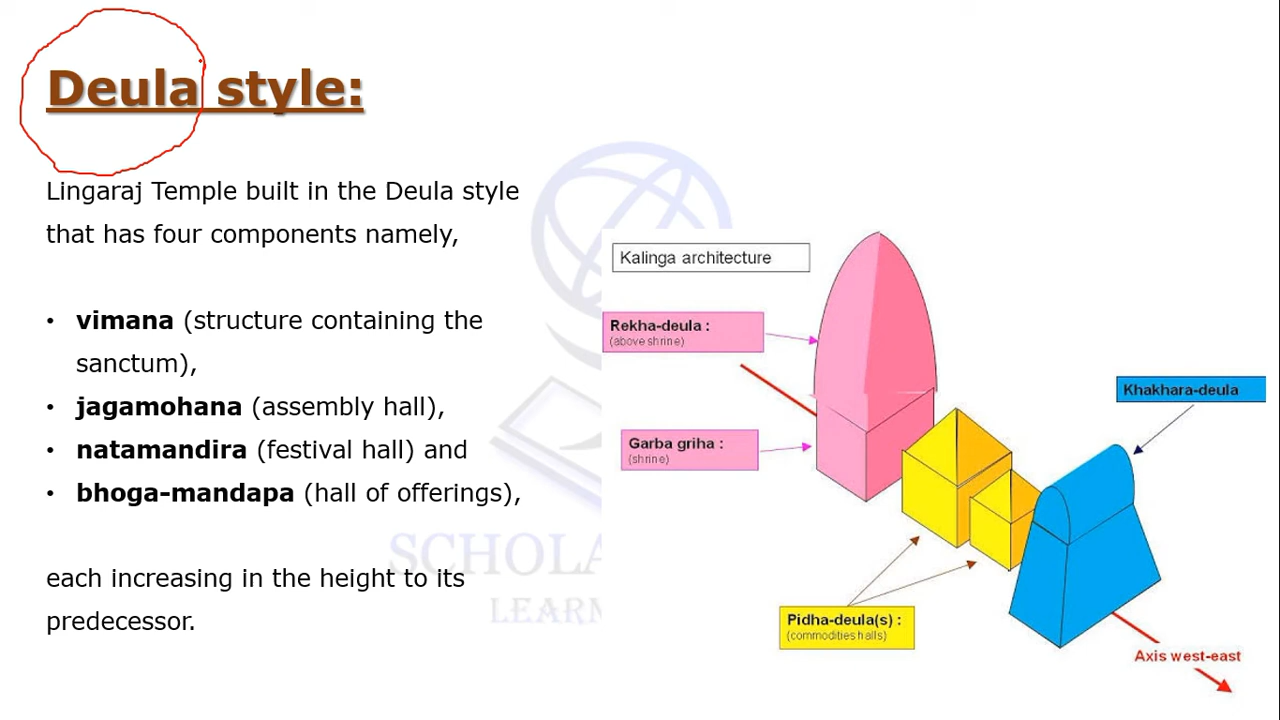 Deula style:
Lingaraj Temple built in the Deula style
that has four components namely,
• vimana (structure containing the
sanctum),
• jagamohana (assembly hall),
• natamandira (festival hall) and
• bhoga-mandapa (hall of offerings),
each increasing in the height to its
predecessor.
SCHOLA
LEARN
Kalinga architecture
Rekha-deula :
(above shrine)
Khakhara-deula
Garba griha :
(shrine)
Pidha-deula(s) :
(commodities halls)
Axis west-east